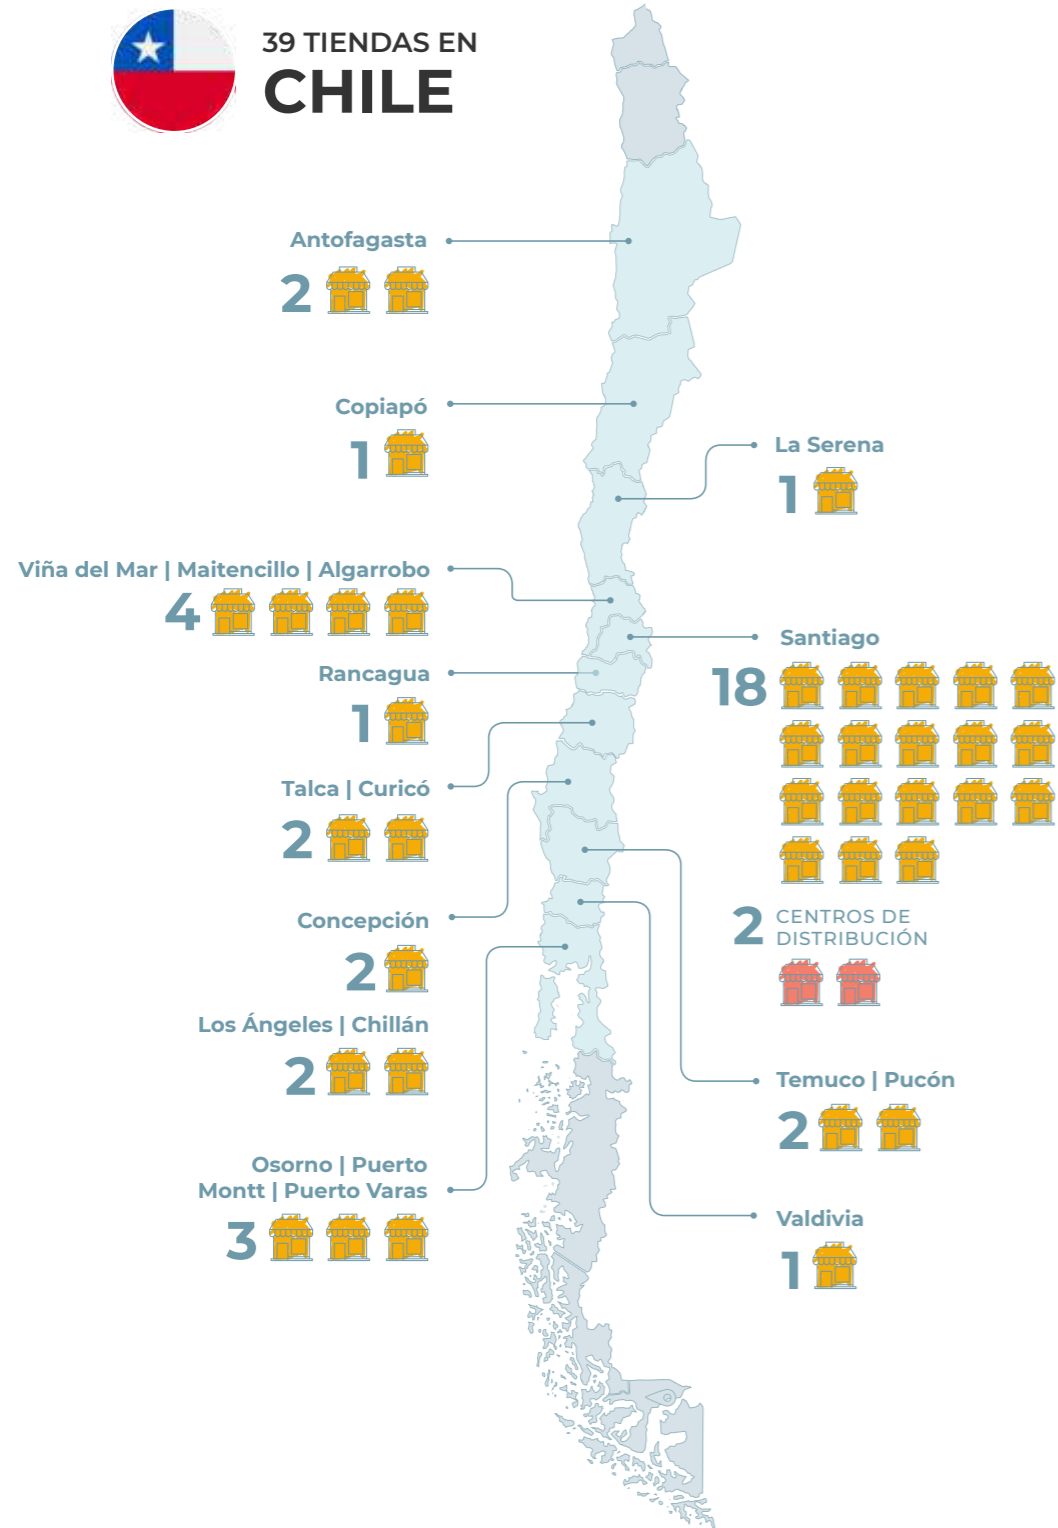 39 TIENDAS EN
CHILE
Antofagasta
2
Copiapó
1
La Serena
1
Viña del Mar | Maitencillo | Algarrobo
4
Santiago
18
Rancagua
1
Talca | Curicó
2
2 CENTROS DE
DISTRIBUCIÓN
Concepción
2
Los Ángeles | Chillán
2
Temuco | Pucón
2
Osorno | Puerto
Montt | Puerto Varas
3
Valdivia
1